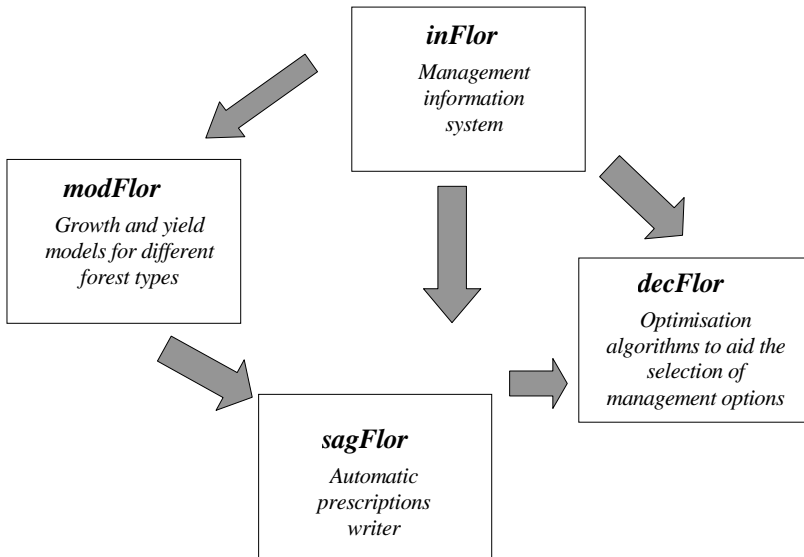 inFlor
Management
information
system
modFlor
Growth and yield
models for different
forest types
decFlor
Optimisation
algorithms to aid the
selection of
management options
sagFlor
Automatic
prescriptions
writer